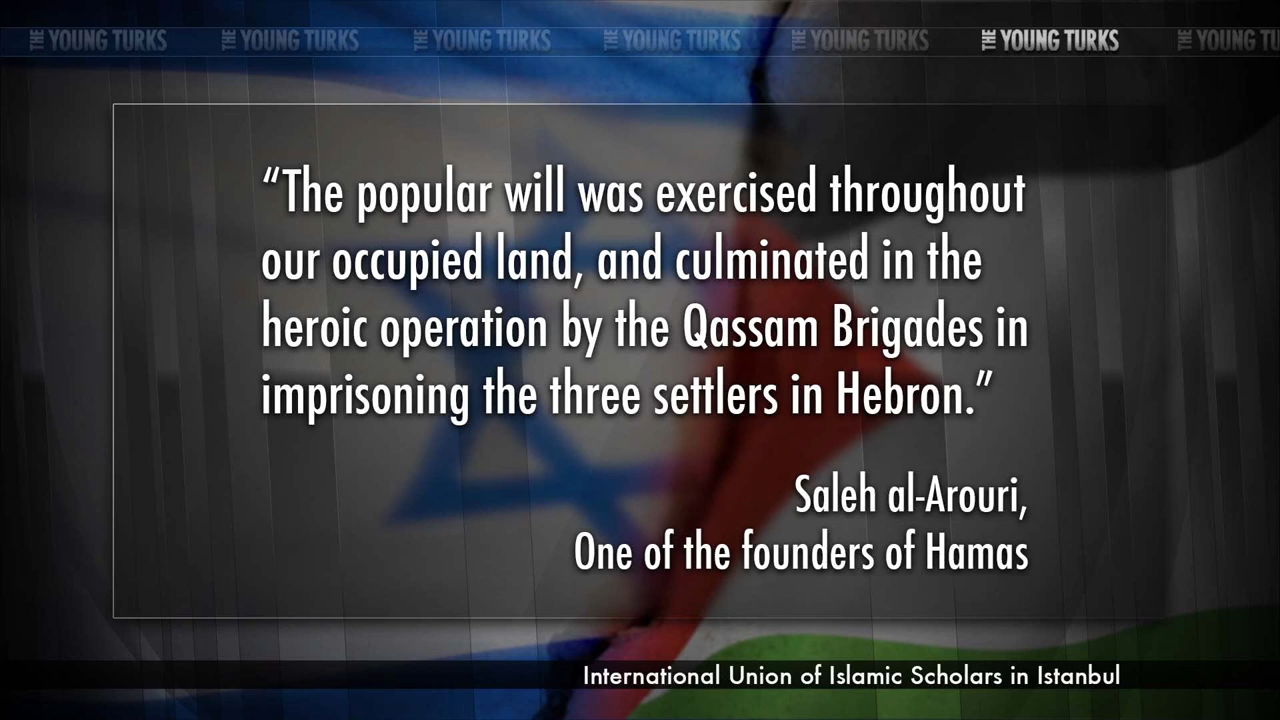 THE YOUNG TURKS THE YOUNG TURKS THE YOUNG TURKS THE YOUNG TURKS THE YOUNG TURKS THE YOUNG TURKS THE YOUNG TU
“The popular will was exercised throughout
our occupied land, and culminated in the
heroic operation by the Qassam Brigades in
imprisoning the three settlers in Hebron.”
Saleh al-Arouri,
One of the founders of Hamas
International Union of Islamic Scholars in Istanbul